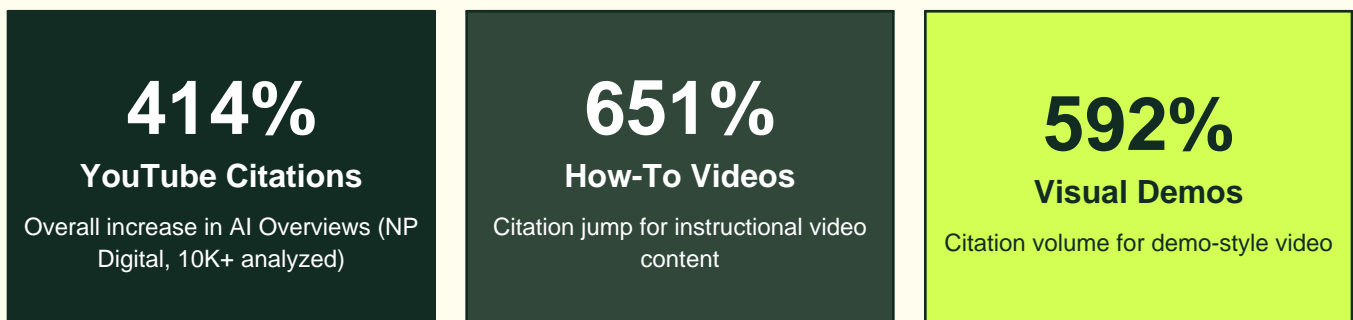 414%
YouTube Citations
Overall increase in AI Overviews (NP
Digital, 10K+ analyzed)
651%
How-To Videos
Citation jump for instructional video
content
592%
Visual Demos
Citation volume for demo-style video